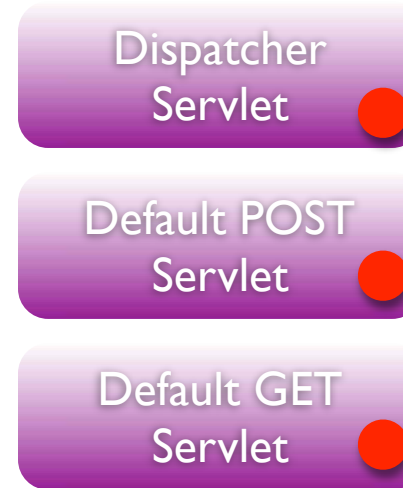 Dispatcher
Servlet
Default POST
Servlet
Default GET
Servlet